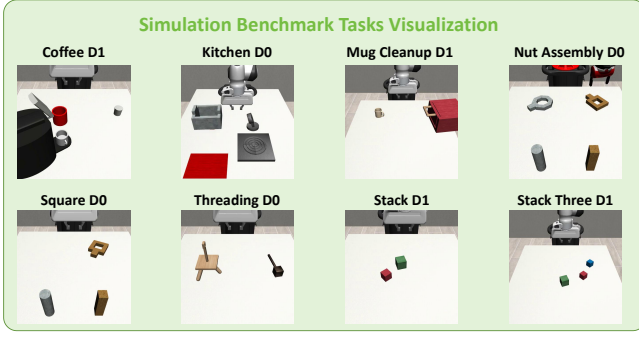 Simulation Benchmark Tasks Visualization
Coffee D1 Kitchen D0 Mug Cleanup D1 Nut Assembly D0
Square D0 Threading D0 Stack D1 Stack Three D1